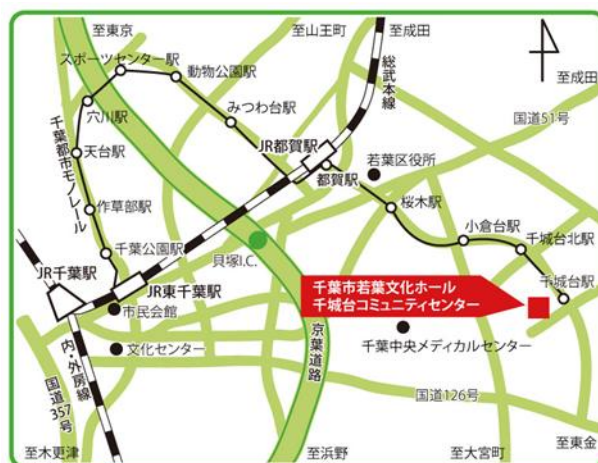 至東京
至山王町
至成田
スポーツセンター駅
動物公園駅
総武本線
至成田
穴川駅
みつわ台駅
国道51号
千葉都市モノレール
天台駅
JR都賀駅
都賀駅
若葉区役所
作草部駅
桜木駅
小倉台駅
千城台北駅
千葉公園駅
貝塚I.C.
千城台駅
JR千葉駅
JR東千葉駅
千葉市若葉文化ホール
千城台コミュニティセンター
市民会館
京葉道路
千葉中央メディカルセンター
文化センター
内・外房線
国道357号
国道126号
至木更津
至浜野
至大宮町
至東金